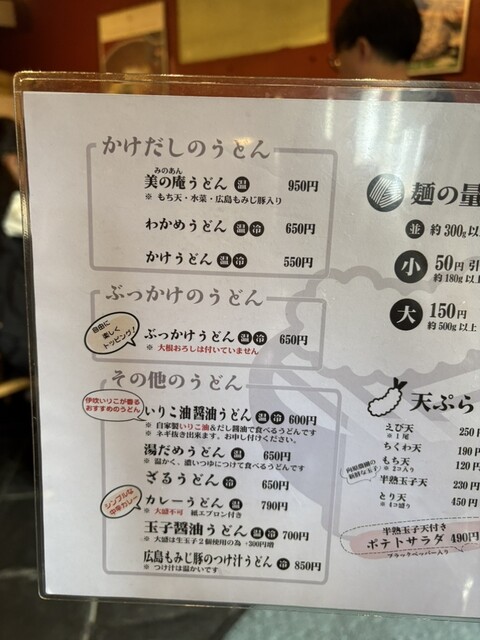 かけだしのうどん
みのあん
美の庵うどん 温 950円
※ もち天・水菜・広島もみじ豚入り
わかめうどん 温 冷 650円
かけうどん 温 冷 550円
ぶっかけのうどん
自由に
楽しく
トッピング♪
ぶっかけうどん 温 冷 650円
※ 大根おろしは付いていません
その他のうどん
伊吹いりこが香る
おすすめのうどん
いりこ油醤油うどん 温 冷 600円
※ 自家製いりこ油&だし醤油で食べるうどんです
※ ネギ抜き出来ます。お申し付けください。
湯だめうどん 温 650円
※ 温かく、濃いつゆにつけて食べるうどんです
ざるうどん 冷 650円
シンプルな
中辛カレー
カレーうどん 温 790円
※ 大盛不可 紙エプロン付き
玉子醤油うどん 温 冷 700円
※ 大盛は生玉子2個使用の為 +300円増
広島もみじ豚のつけ汁うどん 冷 850円
※ つけ汁は温かいです
麺の量
並 約300g以
小 50円引
約180g以
大 150円
約500g以上
天ぷら
えび天 250
※ 1尾
ちくわ天 190
もち天 120
※ 2コ入り
新鮮な玉子
半熟玉子天 230
とり天 450円
※ 4コ盛り
半熟玉子天付き
ポテトサラダ 490円
ブラックペッパー入り